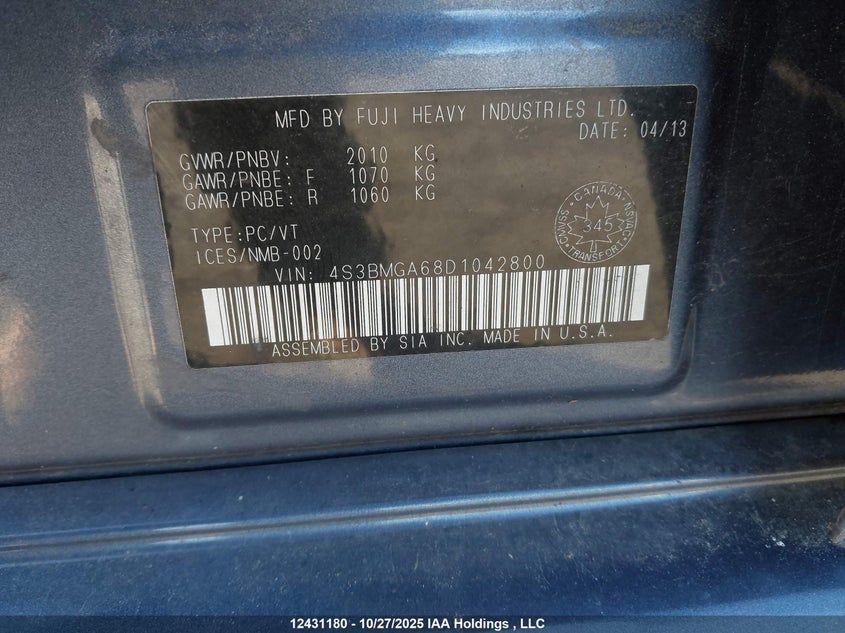 MFD BY FUJI HEAVY INDUSTRIES LTD.
DATE: 04/13
GVWR/PNBV: 2010 KG
GAWR/PNBE: F 1070 KG
GAWR/PNBE: R 1060 KG
CANADA
CMVSS 345 NSVAC
TRANSPORT
TYPE:PC/VT
ICES/NMB-002
VIN: 4S3BMGA68D1042800
ASSEMBLED BY SIA INC. MADE IN U.S.A.
12431180 - 10/27/2025 IAA Holdings , LLC